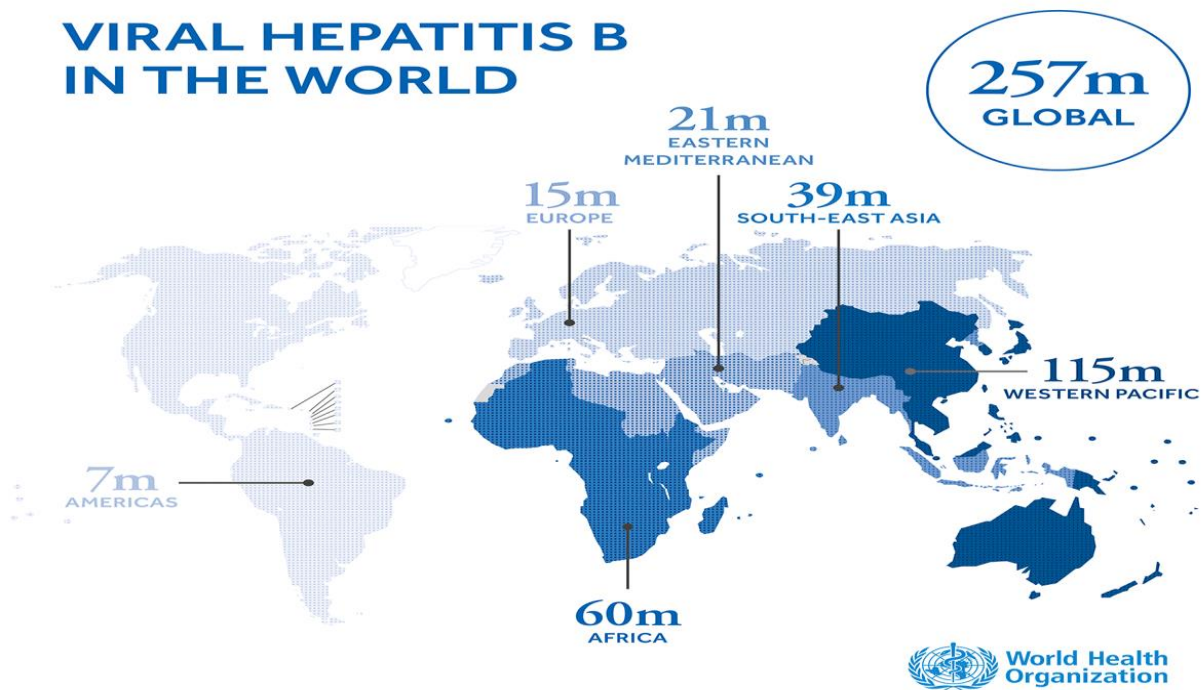 VIRAL HEPATITIS B
IN THE WORLD
257m
GLOBAL
21m
EASTERN
MEDITERRANEAN
15m
EUROPE
39m
SOUTH-EAST ASIA
115m
WESTERN PACIFIC
7m
AMERICAS
60m
AFRICA
World Health
Organization